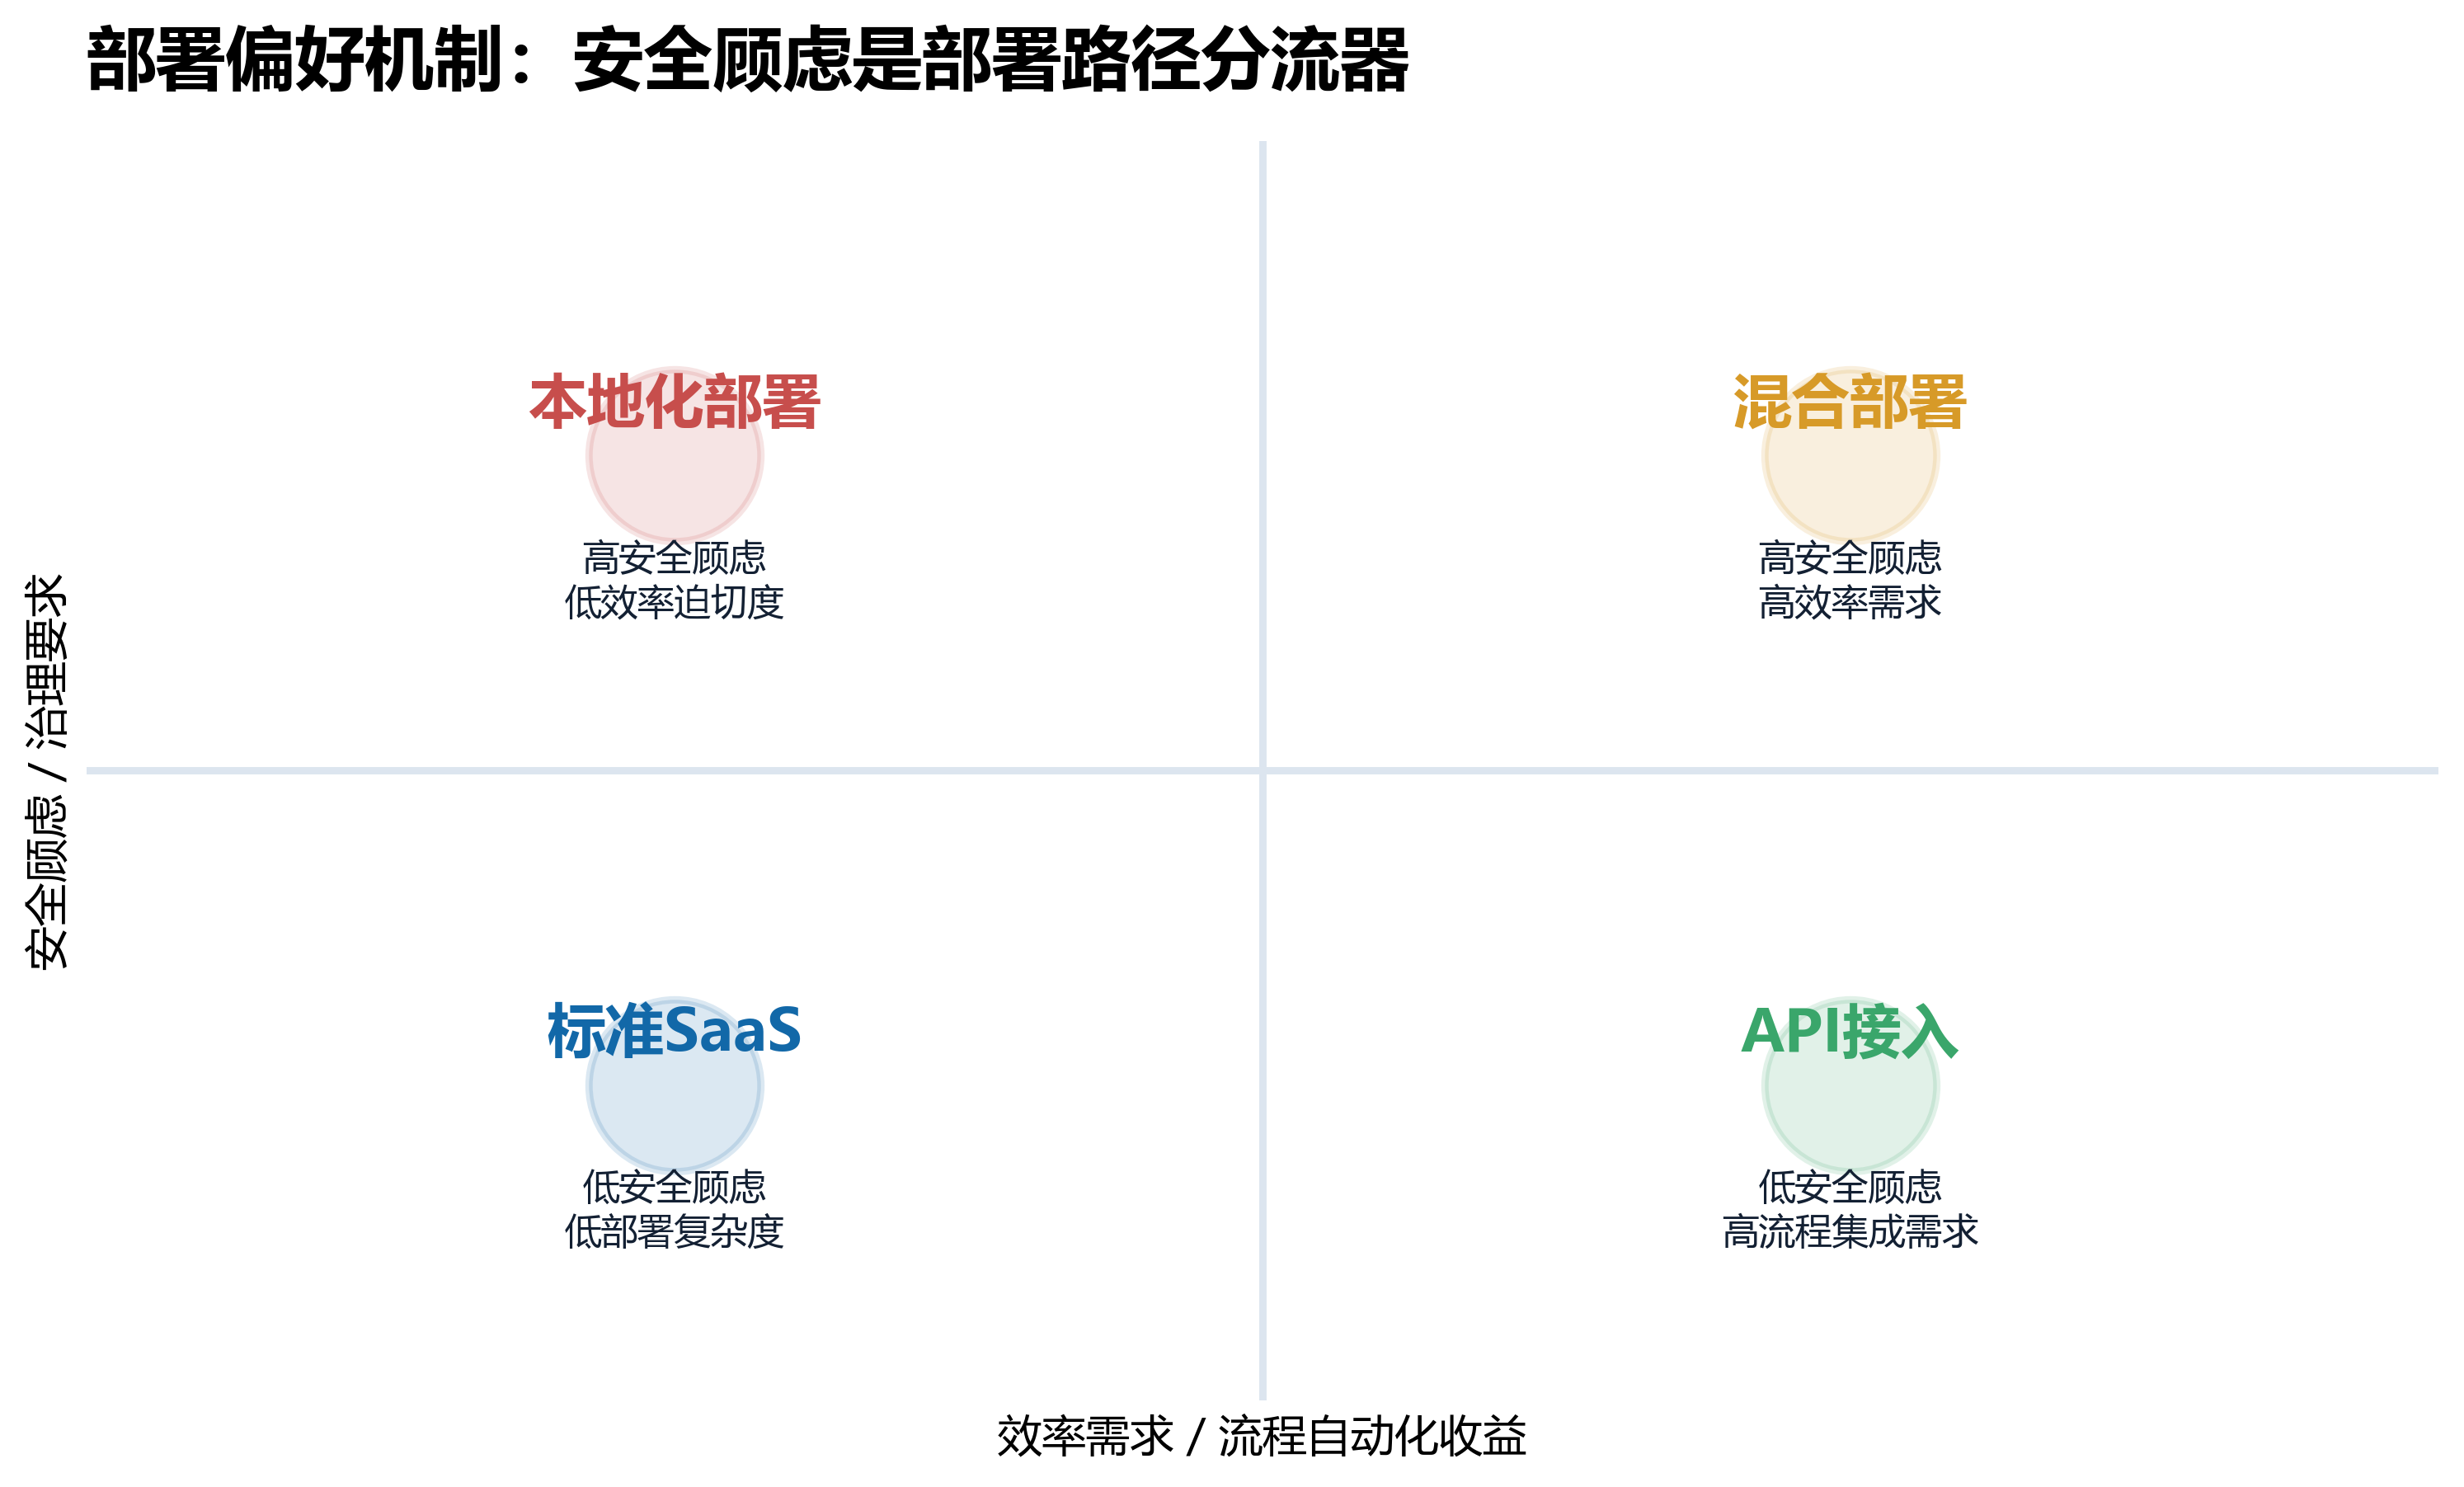 部署偏好机制：安全顾虑是部署路径分流器
安全顾虑 / 治理要求
本地化部署
高安全顾虑
低效率迫切度
混合部署
高安全顾虑
高效率需求
标准SaaS
低安全顾虑
低部署复杂度
API接入
低安全顾虑
高流程集成需求
效率需求 / 流程自动化收益